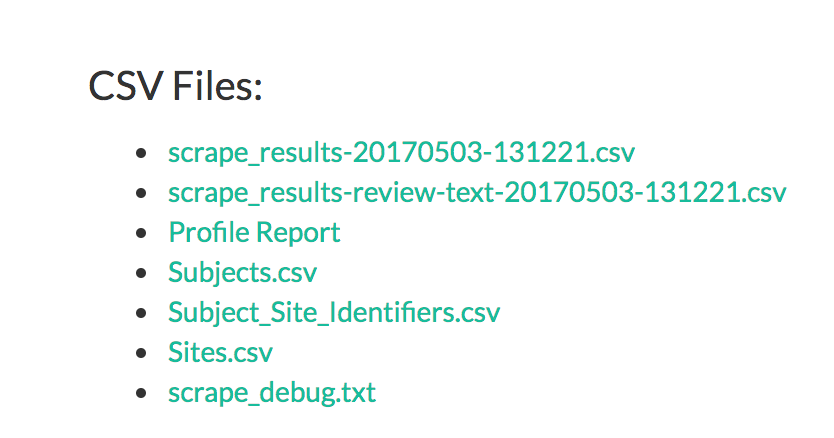 CSV Files:
scrape_results-20170503-131221.csv
scrape_results-review-text-20170503-131221.csv
Profile Report
Subjects.csv
Subject_Site_Identifiers.csv
Sites.csv
scrape_debug.txt